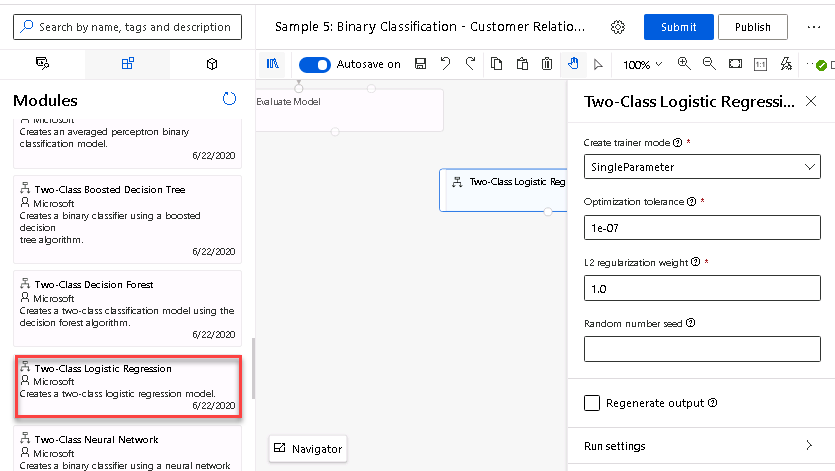 Search by name, tags and description
Sample 5: Binary Classification - Customer Relatio...
Submit
Publish
Autosave on
100%
1:1
Modules
Microsoft
Creates an averaged perceptron binary
classification model.
6/22/2020
Two-Class Boosted Decision Tree
Microsoft
Creates a binary classifier using a boosted
decision
tree algorithm.
6/22/2020
Two-Class Decision Forest
Microsoft
Creates a two-class classification model using the
decision forest algorithm.
6/22/2020
Two-Class Logistic Regression
Microsoft
Creates a two-class logistic regression model.
6/22/2020
Two-Class Neural Network
Microsoft
Creates a binary classifier using a neural network
Evaluate Model
Two-Class Logistic Reg
Navigator
Two-Class Logistic Regressi...
Create trainer mode *
SingleParameter
Optimization tolerance *
1e-07
L2 regularization weight *
1.0
Random number seed
Regenerate output
Run settings